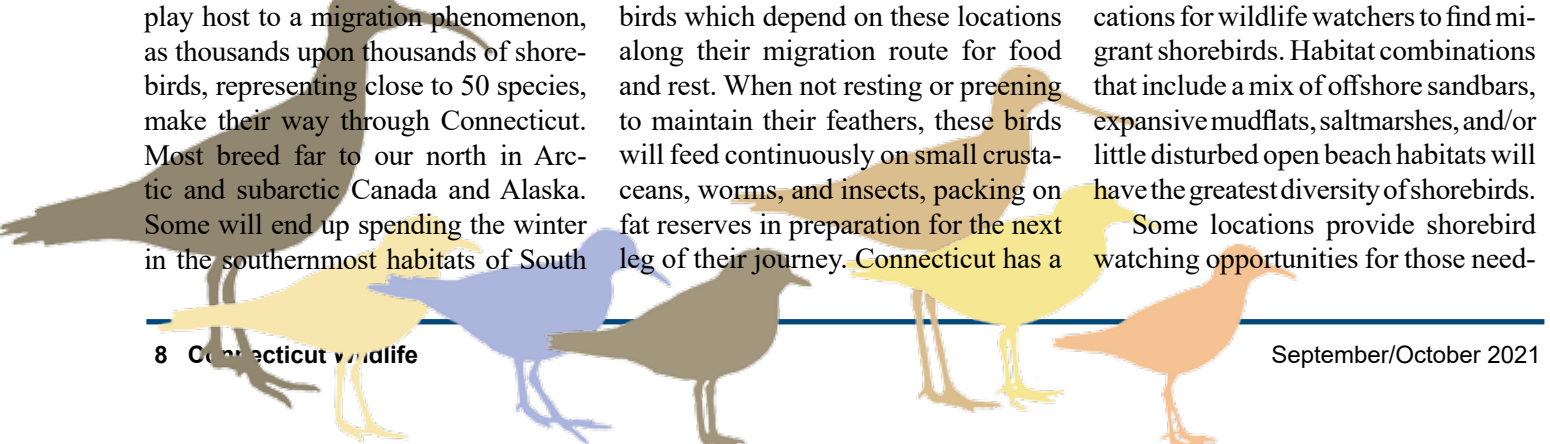 play host to a migration phenomenon,
as thousands upon thousands of shore-
birds, representing close to 50 species,
make their way through Connecticut.
Most breed far to our north in Arc-
tic and subarctic Canada and Alaska.
Some will end up spending the winter
in the southernmost habitats of South
birds which depend on these locations
along their migration route for food
and rest. When not resting or preening
to maintain their feathers, these birds
will feed continuously on small crusta-
ceans, worms, and insects, packing on
fat reserves in preparation for the next
leg of their journey. Connecticut has a
cations for wildlife watchers to find mi-
grant shorebirds. Habitat combinations
that include a mix of offshore sandbars,
expansive mudflats, saltmarshes, and/or
little disturbed open beach habitats will
have the greatest diversity of shorebirds.
Some locations provide shorebird
watching opportunities for those need-
8 Connecticut Wildlife
September/October 2021